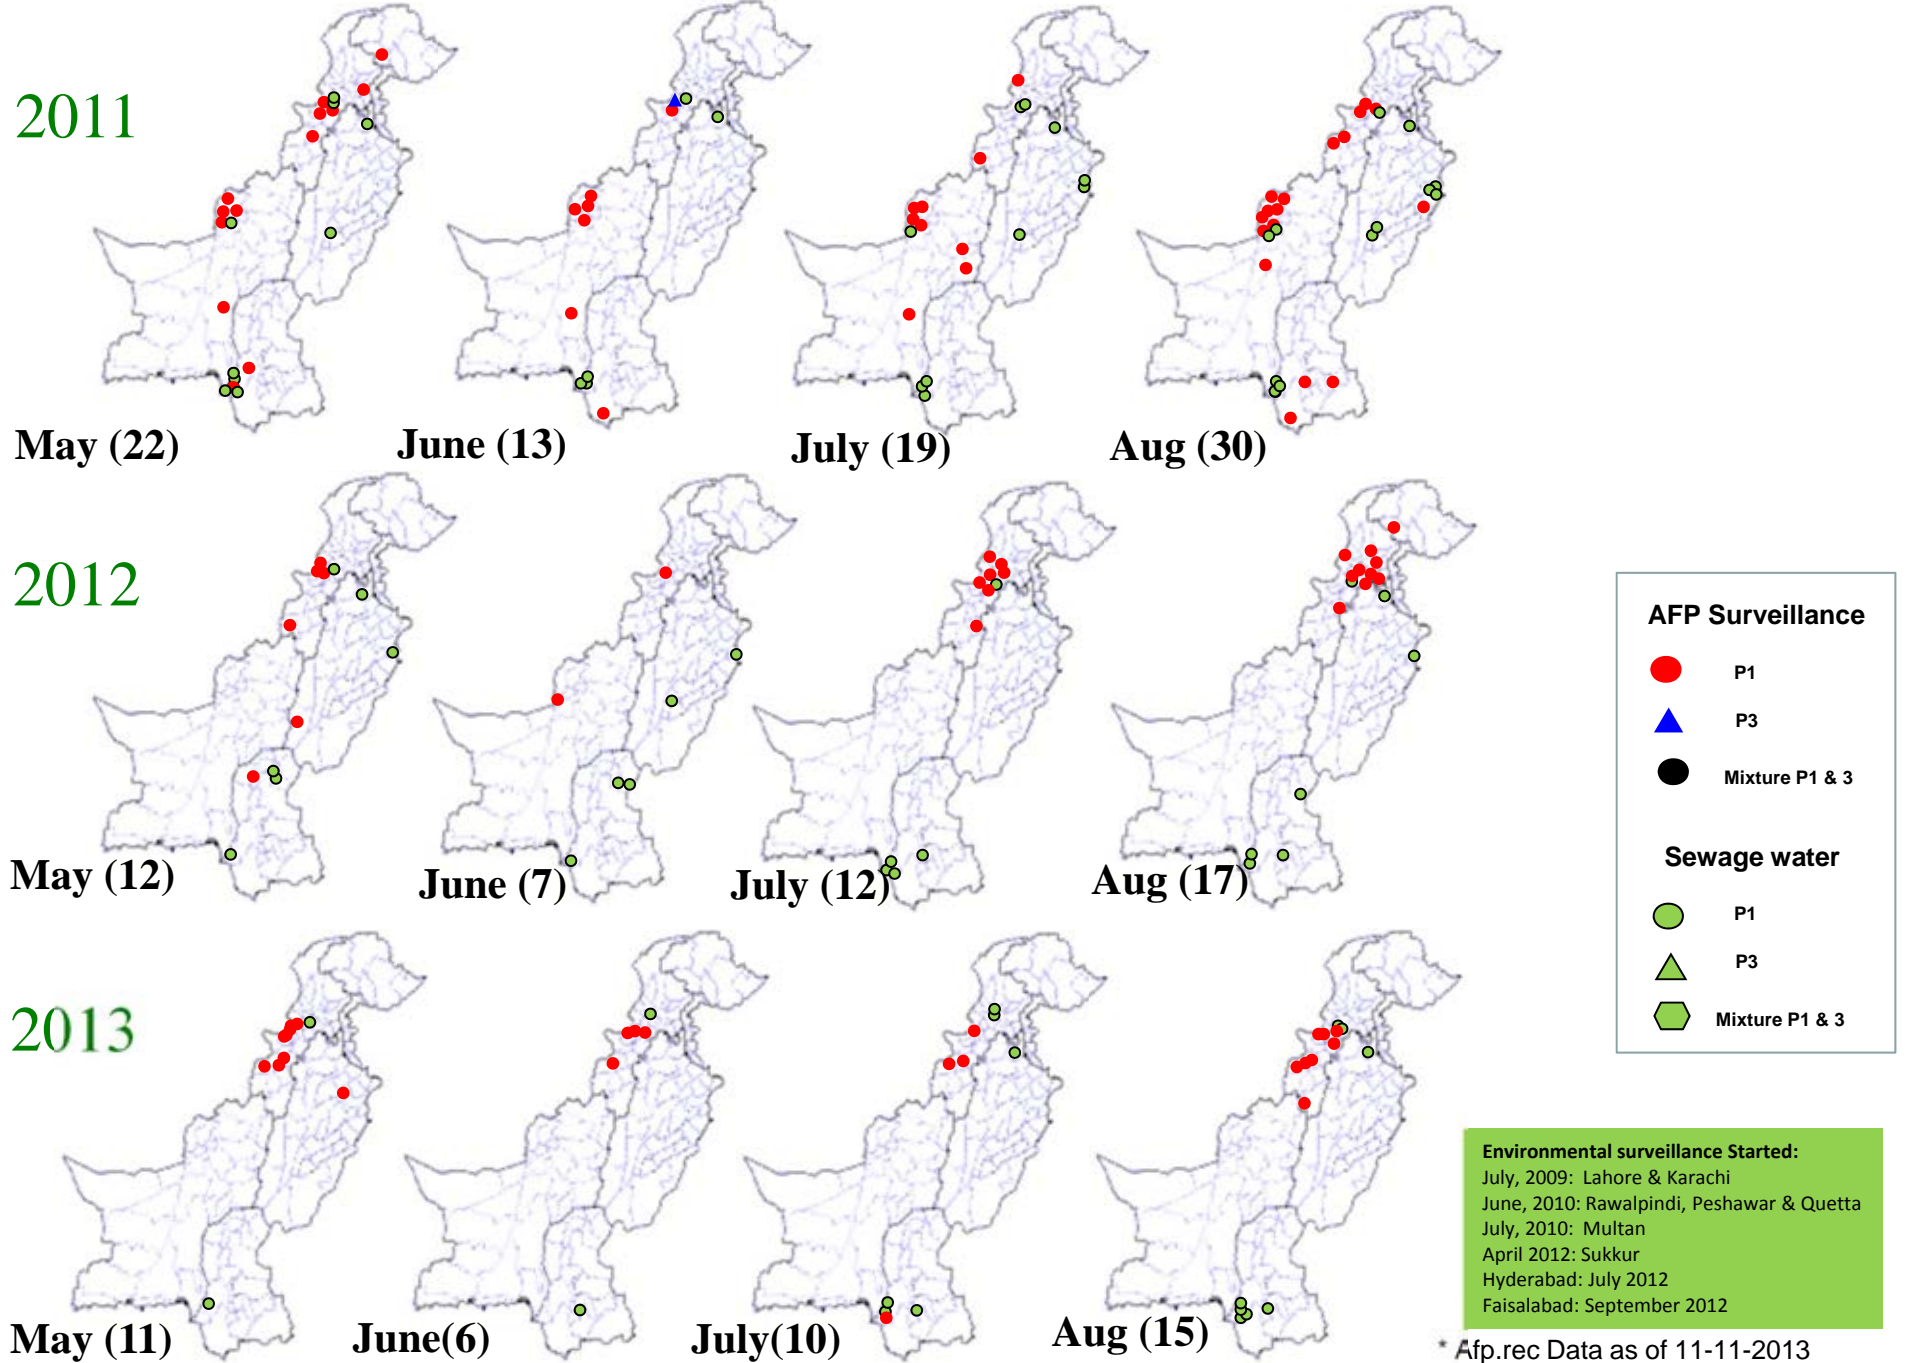 2011
May (22)
June (13)
July (19)
Aug (30)
2012
May (12)
June (7)
July (12)
Aug (17)
2013
May (11)
June(6)
July(10)
Aug (15)
AFP Surveillance
P1
P3
Mixture P1 & 3
Sewage water
P1
P3
Mixture P1 & 3
Environmental surveillance Started:
July, 2009: Lahore & Karachi
June, 2010: Rawalpindi, Peshawar & Quetta
July, 2010: Multan
April 2012: Sukkur
Hyderabad: July 2012
Faisalabad: September 2012
* Afp.rec Data as of 11-11-2013